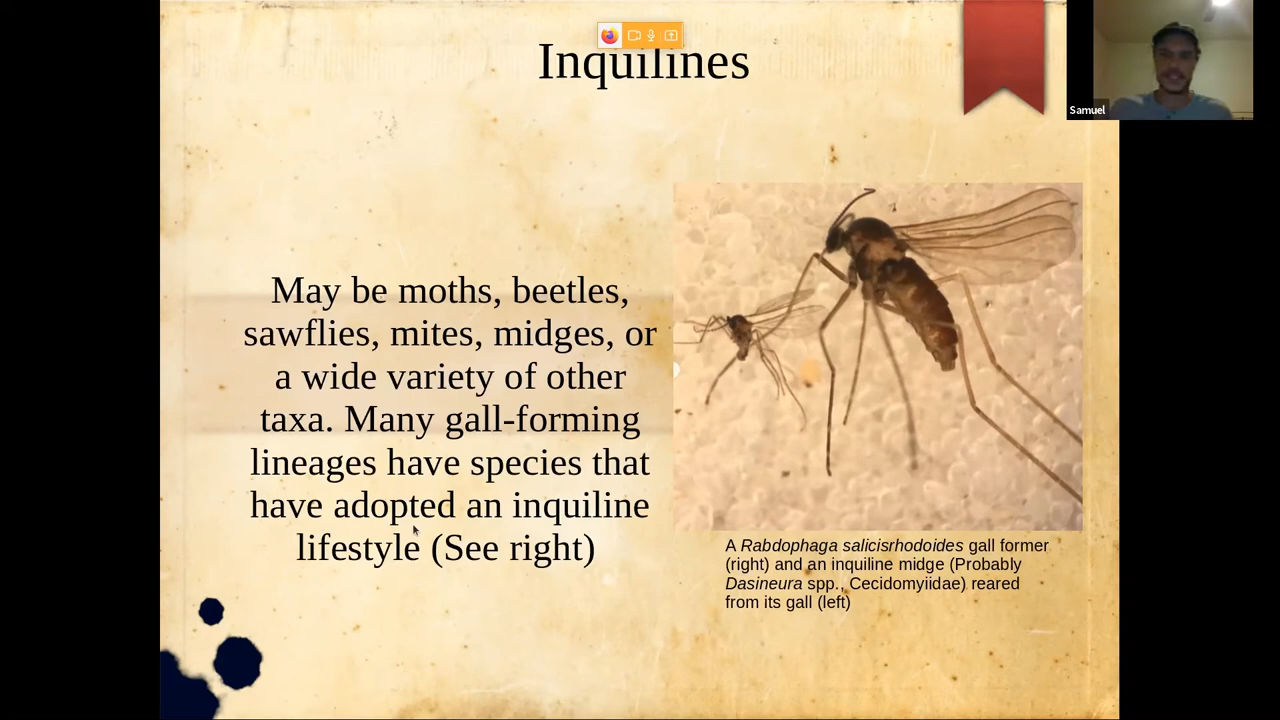 Inquilines
Samuel
May be moths, beetles,
sawflies, mites, midges, or
a wide variety of other
taxa. Many gall-forming
lineages have species that
have adopted an inquiline
lifestyle (See right)
A Rabdophaga salicisrhodoides gall former
(right) and an inquiline midge (Probably
Dasineura spp., Cecidomyiidae) reared
from its gall (left)